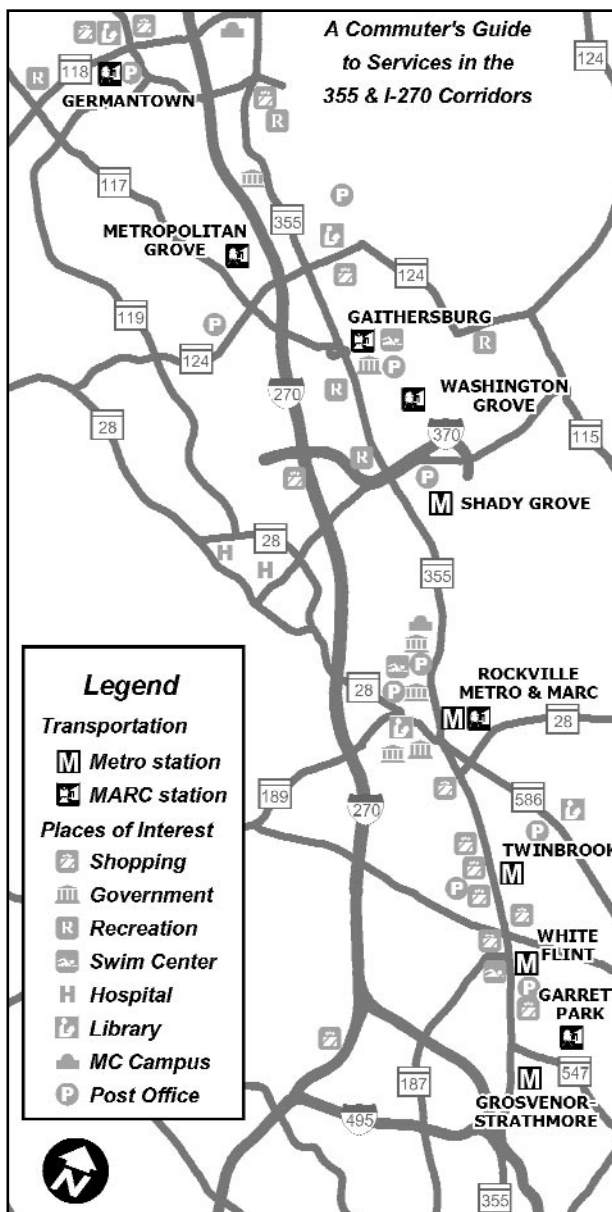 A Commuter's Guide
to Services in the
355 & I-270 Corridors
124
118
GERMANTOWN
P
R
R
117
355
P
METROPOLITAN
GROVE
124
119
P
GAITHERSBURG
R
124
P
270
R
WASHINGTON
GROVE
28
370
115
R
P
M
SHADY GROVE
28
H
H
355
P
ROCKVILLE
METRO & MARC
28
P
M
28
189
270
586
P
TWINBROOK
M
P
WHITE
FLINT
M
P
GARRETT
PARK
187
M
547
GROSVENOR-
STRATHMORE
495
355
Legend
Transportation
M Metro station
MARC station
Places of Interest
Shopping
Government
R Recreation
Swim Center
H Hospital
Library
MC Campus
P Post Office
N